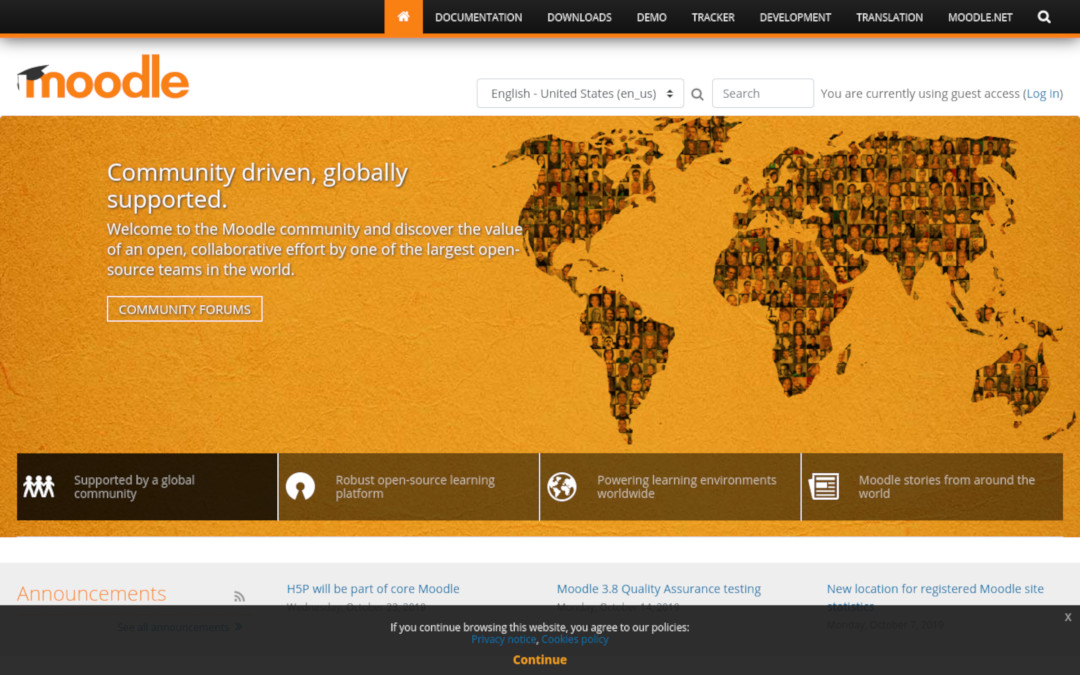 DOCUMENTATION DOWNLOADS DEMO TRACKER DEVELOPMENT TRANSLATION MOODLE.NET
moodle
English - United States (en_us) Search You are currently using guest access (Log in)
Community driven, globally
supported.
Welcome to the Moodle community and discover the value
of an open, collaborative effort by one of the largest open-
source teams in the world.
COMMUNITY FORUMS
Supported by a global
community
Robust open-source learning
platform
Powering learning environments
worldwide
Moodle stories from around the
world
Announcements
See all announcements
H5P will be part of core Moodle
Moodle 3.8 Quality Assurance testing
New location for registered Moodle site
statistics
If you continue browsing this website, you agree to our policies:
Privacy notice, Cookies policy
Continue
x